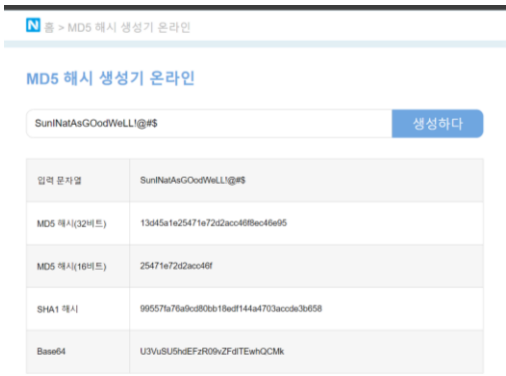 N 홈 > MD5 해시 생성기 온라인
MD5 해시 생성기 온라인
SunINatAsGOodWeLL!@#$ 생성하다
입력 문자열 SunINatAsGOodWeLL!@#$
MD5 해시(32비트) 13d45a1e25471e72d2acc46f8ec46e95
MD5 해시(16비트) 25471e72d2acc46f
SHA1 해시 99557fa76a9cd80bb18edf144a4703accde3b658
Base64 U3VuSU5hdEFzR09vZFdlTEwhQCMk